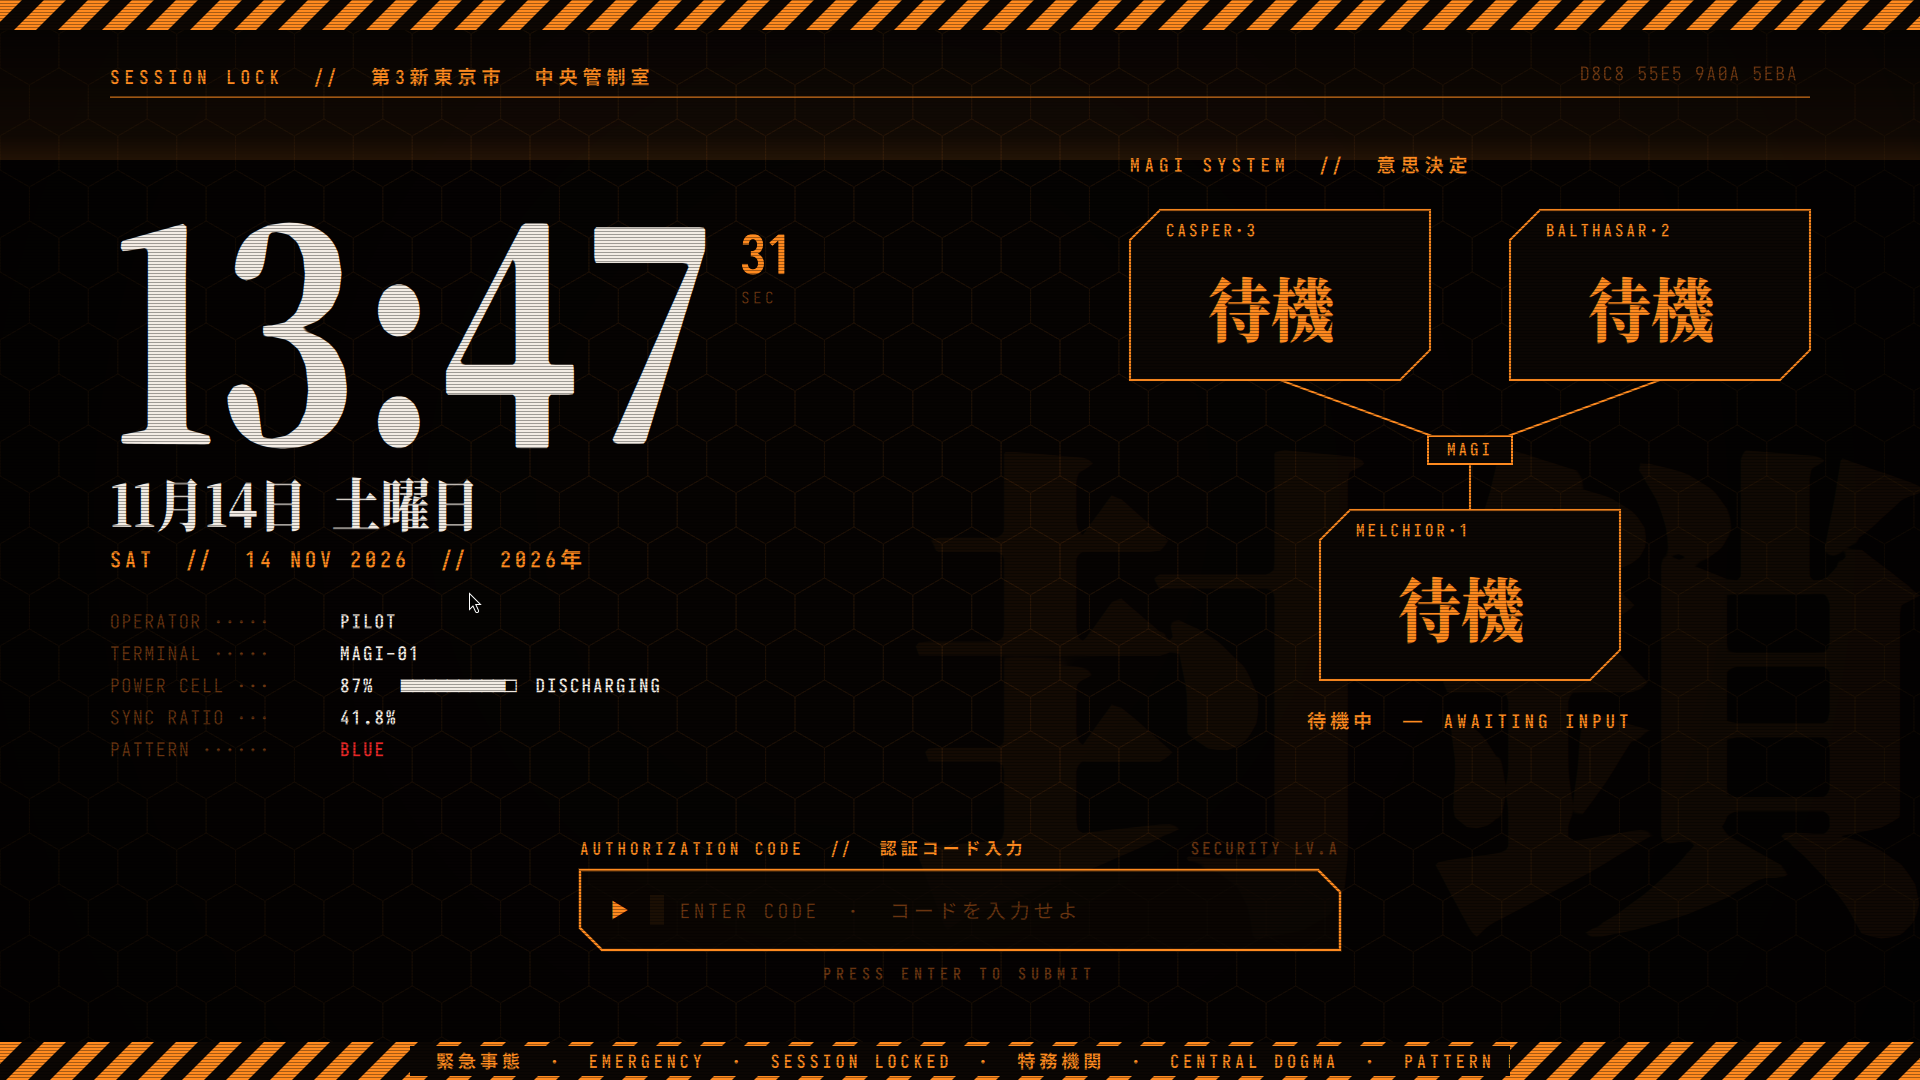 SESSION LOCK // 第3新東京市 中央管制室
D8C8 55E5 9A0A 5EBA
13:47
31
SEC
11月14日 土曜日
SAT // 14 NOV 2026 // 2026年
OPERATOR ····· PILOT
TERMINAL ····· MAGI-01
POWER CELL ··· 87% DISCHARGING
SYNC RATIO ··· 41.8%
PATTERN ······ BLUE
MAGI SYSTEM // 意思決定
CASPER·3
待機
BALTHASAR·2
待機
MAGI
MELCHIOR·1
待機
待機中 — AWAITING INPUT
封鎖
AUTHORIZATION CODE // 認証コード入力
SECURITY LV.A
ENTER CODE · コードを入力せよ
PRESS ENTER TO SUBMIT
緊急事態 · EMERGENCY · SESSION LOCKED · 特務機関 · CENTRAL DOGMA · PATTERN